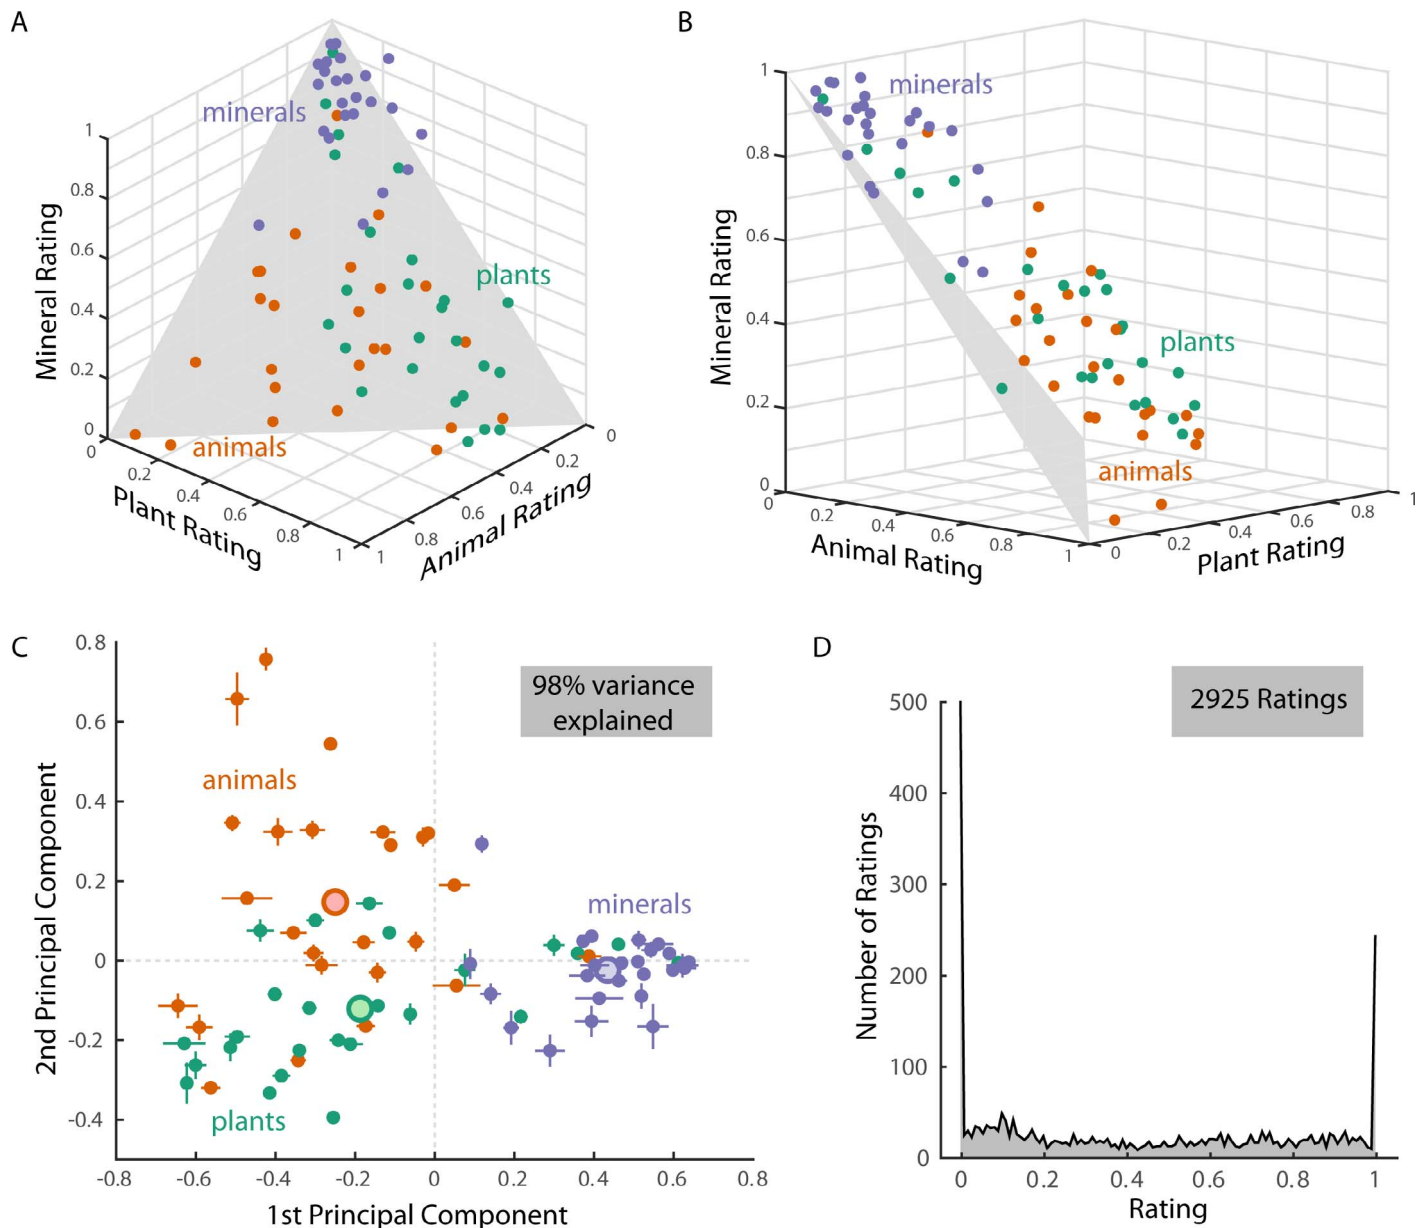 A
minerals
plants
animals
Mineral Rating
1
0.8
0.6
0.4
0.2
0
0
0.2
0.4
0.6
0.8
1
Plant Rating
1
0.8
0.6
0.4
0.2
0
Animal Rating
B
minerals
plants
animals
Mineral Rating
1
0.8
0.6
0.4
0.2
0
0
0.2
0.4
0.6
0.8
1
Animal Rating
0
0.2
0.4
0.6
0.8
1
Plant Rating
C
98% variance
explained
animals
minerals
plants
2nd Principal Component
0.8
0.6
0.4
0.2
0
-0.2
-0.4
-0.8
-0.6
-0.4
-0.2
0
0.2
0.4
0.6
0.8
1st Principal Component
D
2925 Ratings
Number of Ratings
500
400
300
200
100
0
0
0.2
0.4
0.6
0.8
1
Rating